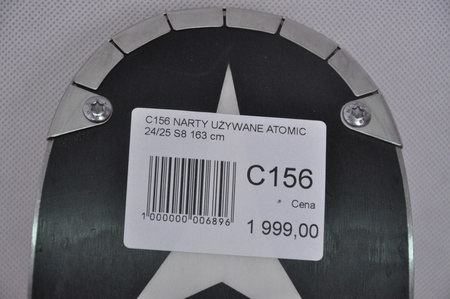 C156 NARTY UŻYWANE ATOMIC
24/25 S8 163 cm
C156
* Cena
1 999,00
1 000000 006896